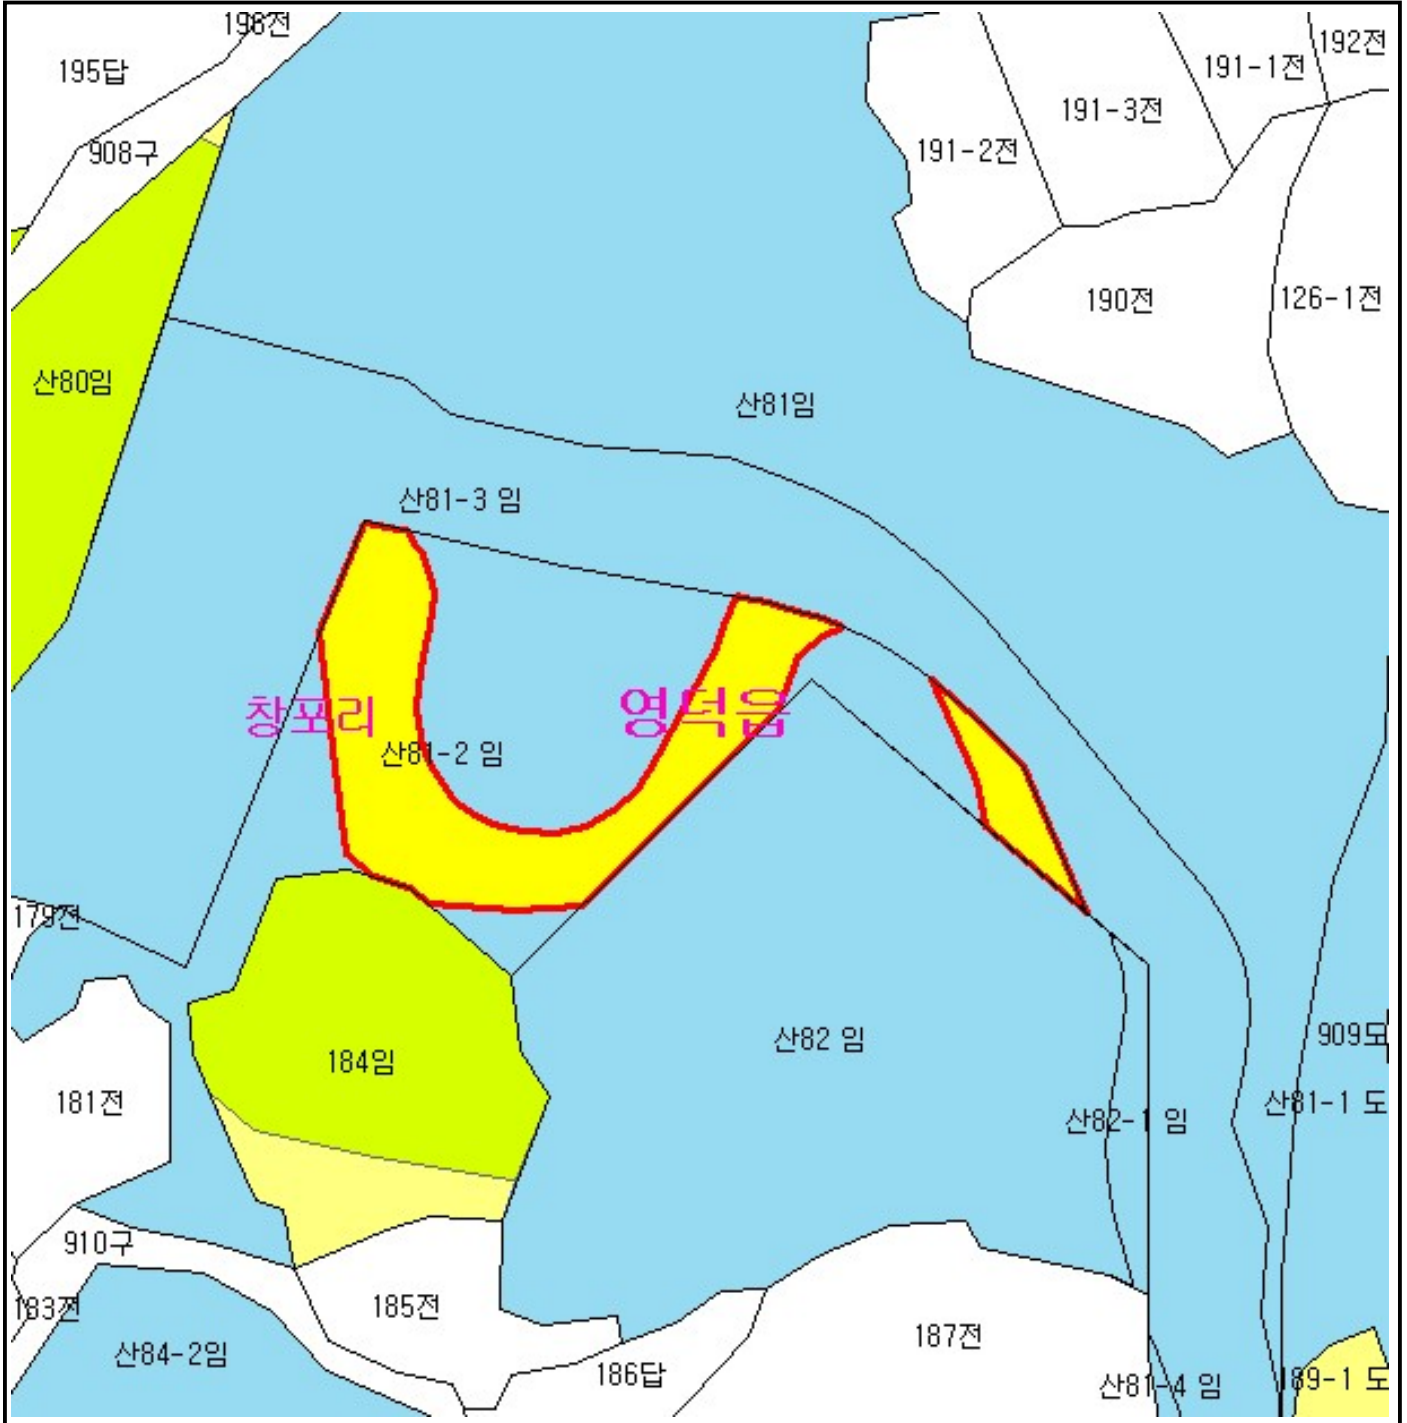 198전
192전
195답
191-1전
191-3전
908구
191-2전
190전
126-1전
산80임
산81임
산81-3 임
창포리
영덕읍
산81-2 임
179전
909도
산82 임
184임
181전
산81-1 도
산82-1 임
910구
183전
185전
187전
산84-2임
186답
산81-4 임
189-1 도